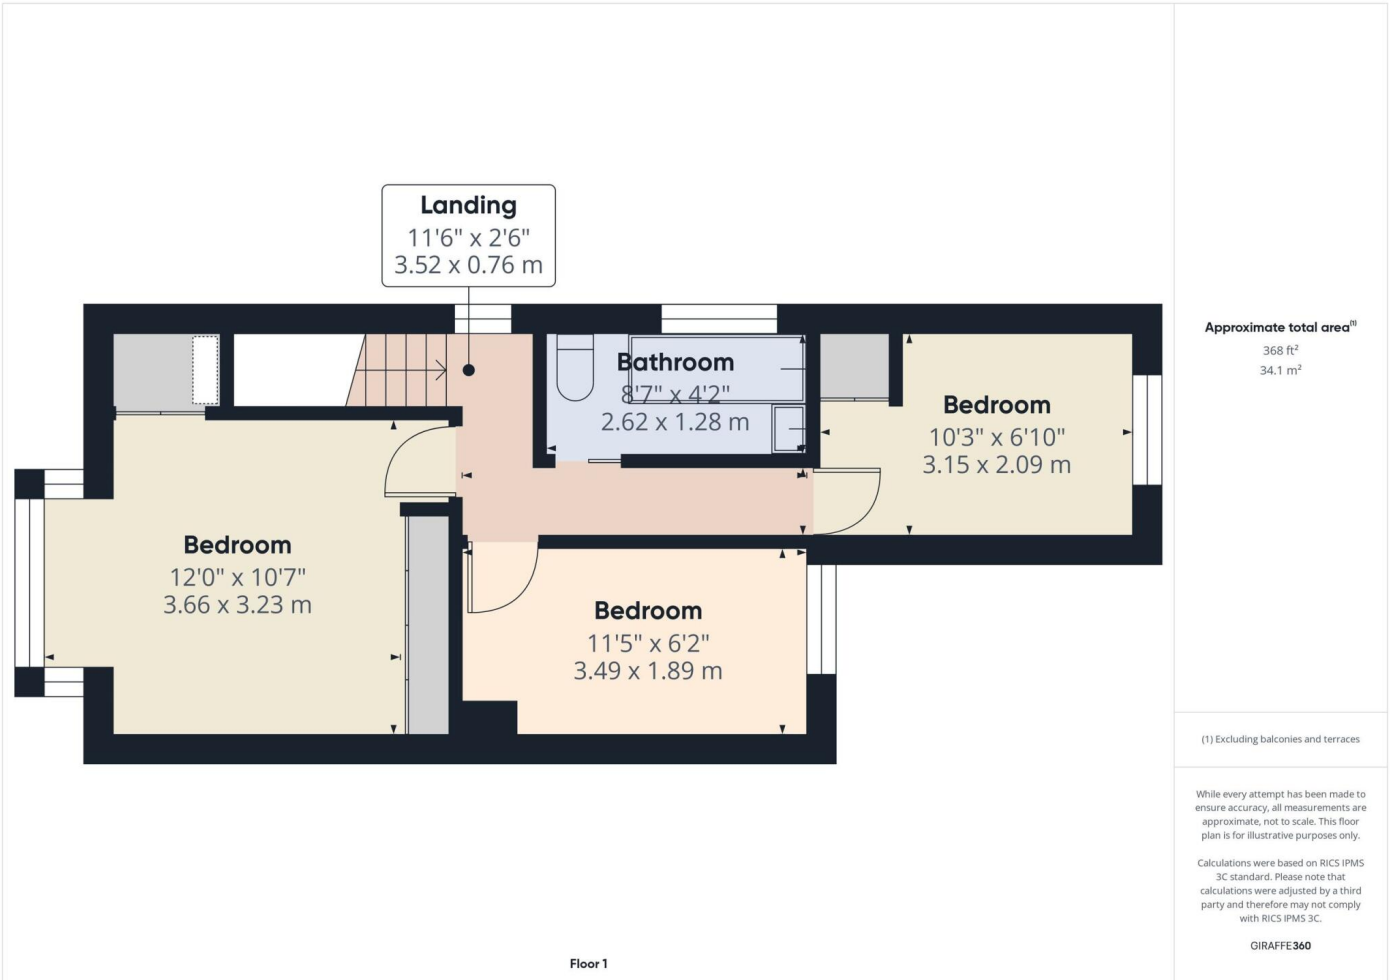 Landing
11'6" x 2'6"
3.52 x 0.76 m
Bathroom
8'7" x 4'2"
2.62 x 1.28 m
Bedroom
10'3" x 6'10"
3.15 x 2.09 m
Bedroom
12'0" x 10'7"
3.66 x 3.23 m
Bedroom
11'5" x 6'2"
3.49 x 1.89 m
Floor 1
Approximate total area(1)
368 ft²
34.1 m²
(1) Excluding balconies and terraces
While every attempt has been made to
ensure accuracy, all measurements are
approximate, not to scale. This floor
plan is for illustrative purposes only.
Calculations were based on RICS IPMS
3C standard. Please note that
calculations were adjusted by a third
party and therefore may not comply
with RICS IPMS 3C.
GIRAFFE360